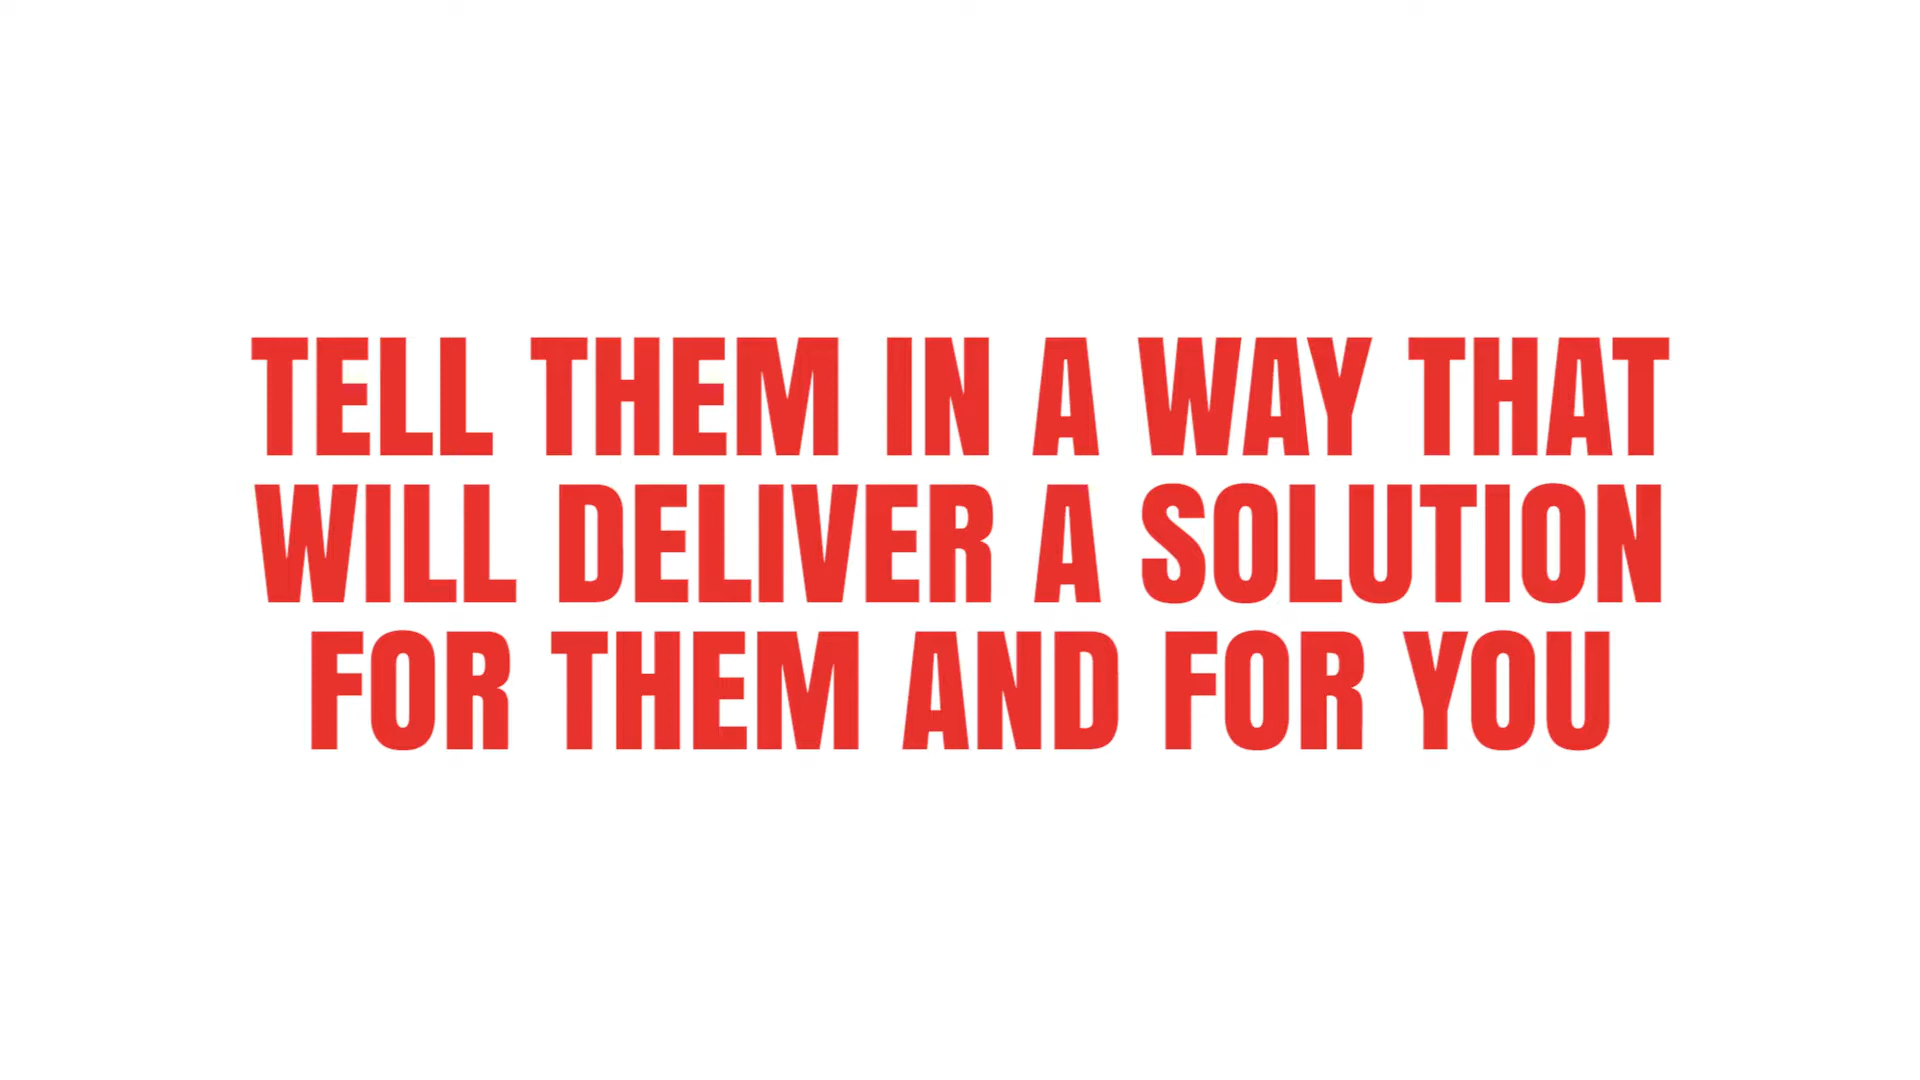 TELL THEM IN A WAY THAT
WILL DELIVER A SOLUTION
FOR THEM AND FOR YOU